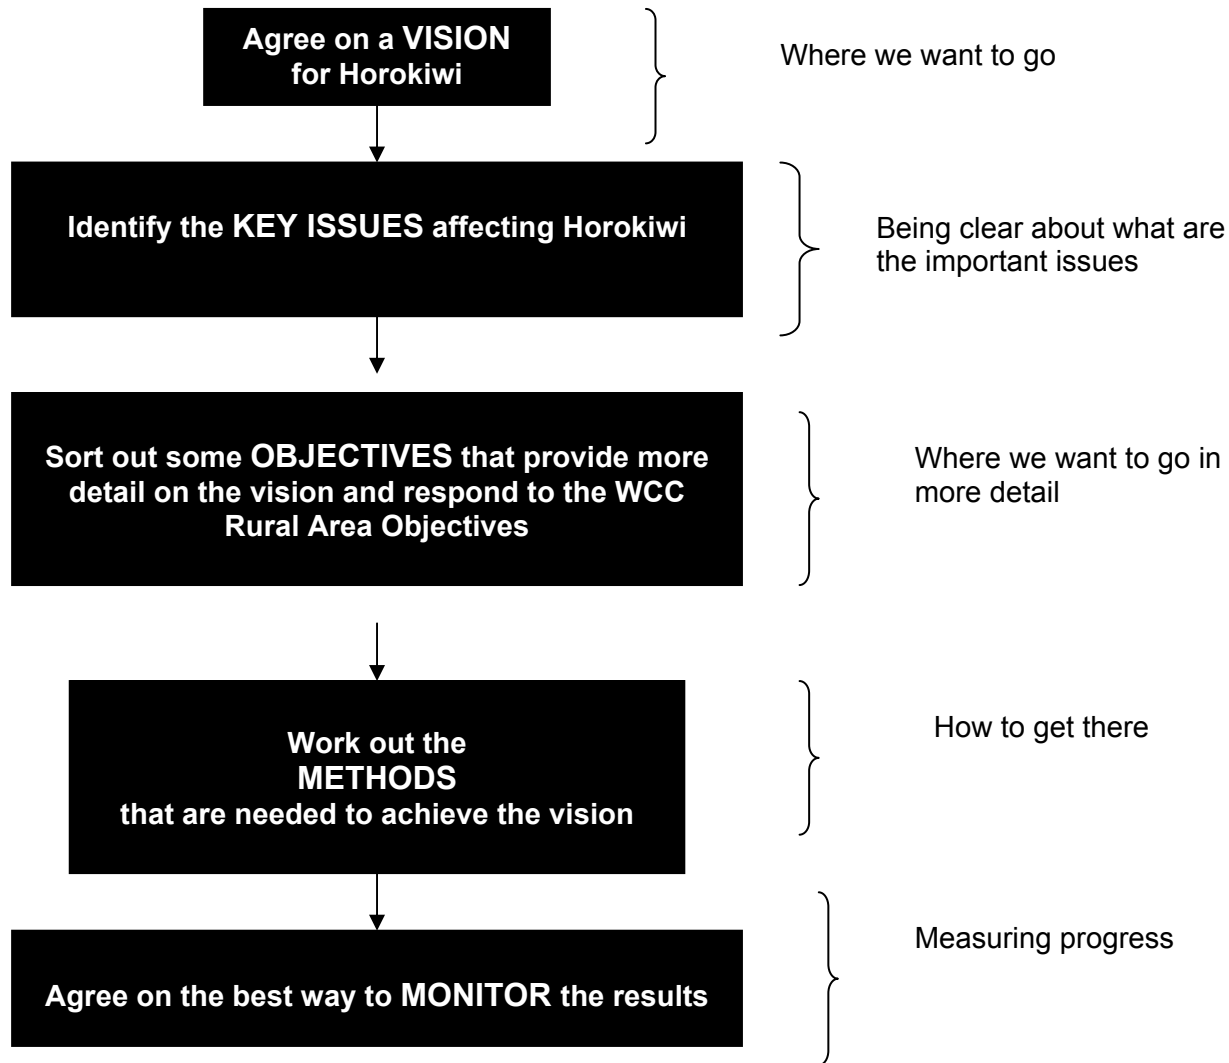 Agree on a VISION
for Horokiwi
Where we want to go
Identify the KEY ISSUES affecting Horokiwi
Being clear about what are
the important issues
Sort out some OBJECTIVES that provide more
detail on the vision and respond to the WCC
Rural Area Objectives
Where we want to go in
more detail
Work out the
METHODS
that are needed to achieve the vision
How to get there
Agree on the best way to MONITOR the results
Measuring progress